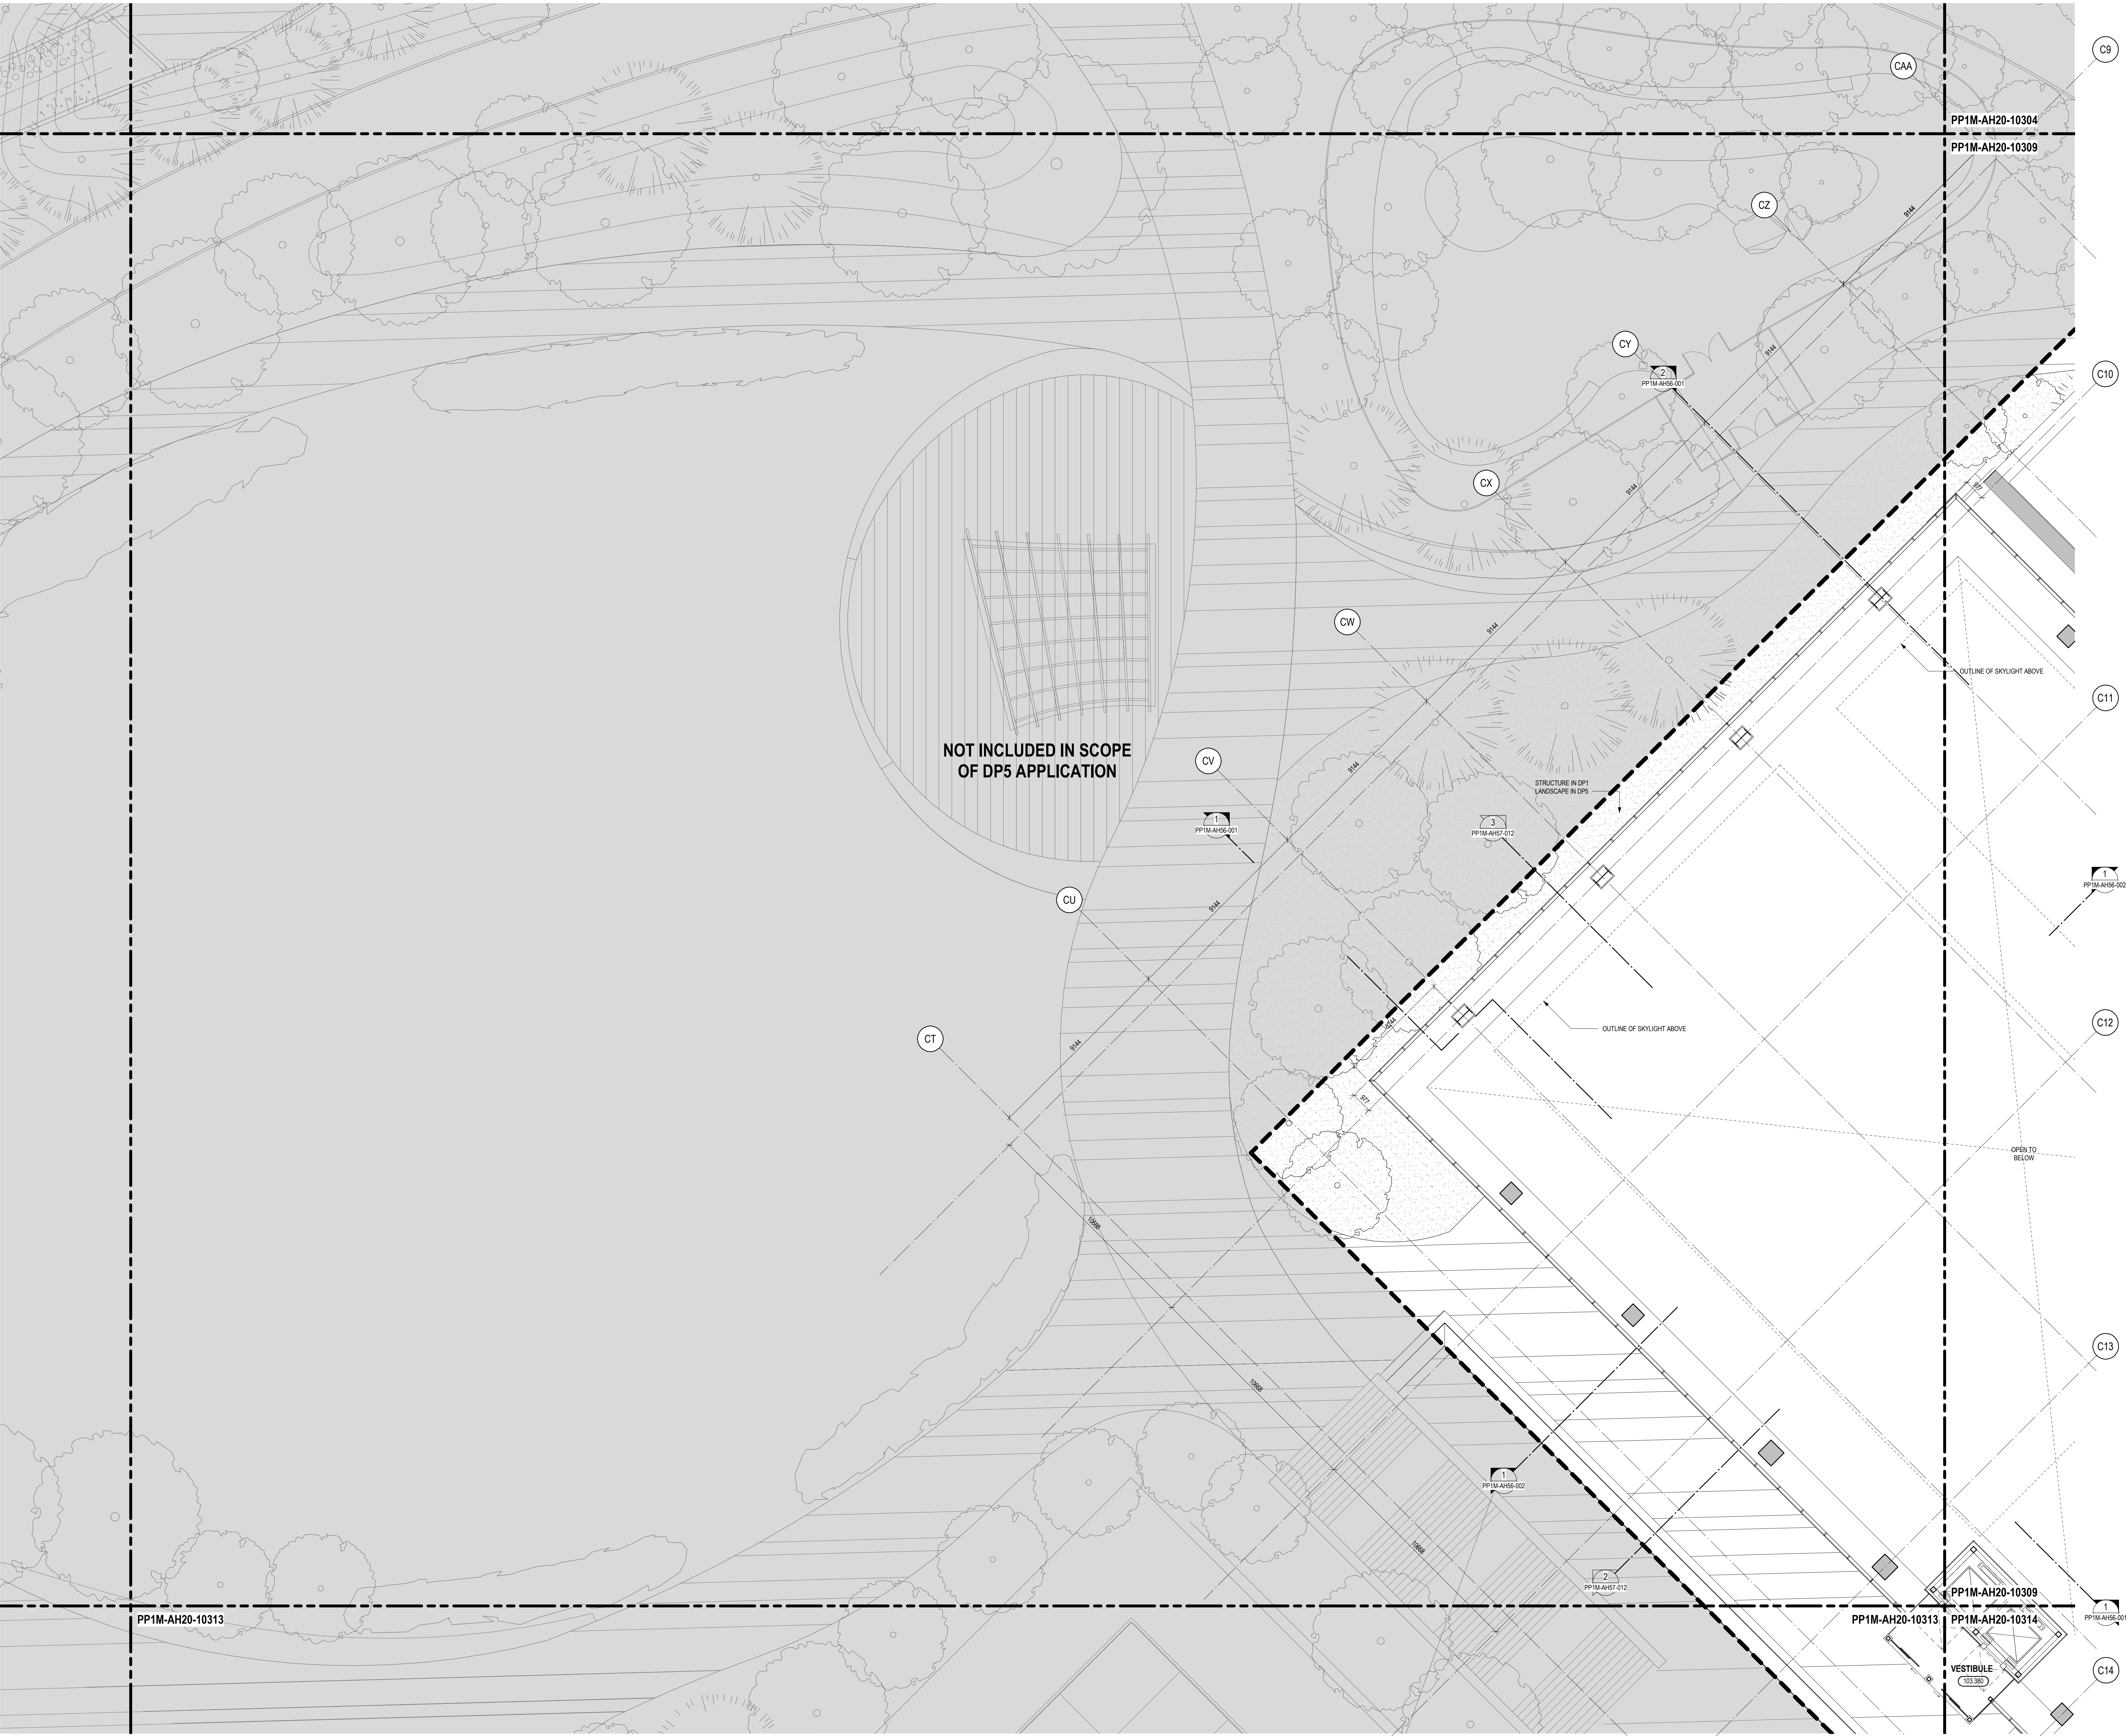 C9
CAA
PP1M-AH20-10304
PP1M-AH20-10309
CZ
9144
CY
2
PP1M-AH56-001
9144
C10
CX
9144
977
CW
9144
OUTLINE OF SKYLIGHT ABOVE
C11
NOT INCLUDED IN SCOPE
OF DP5 APPLICATION
CV
9144
STRUCTURE IN DP1
LANDSCAPE IN DP5
1
PP1M-AH56-001
3
PP1M-AH57-012
1
PP1M-AH56-002
CU
9144
C12
9144
OUTLINE OF SKYLIGHT ABOVE
CT
9144
977
OPEN TO
BELOW
10668
C13
10668
1
PP1M-AH56-002
10668
2
PP1M-AH57-012
PP1M-AH20-10309
1
PP1M-AH56-001
PP1M-AH20-10313
PP1M-AH20-10313
PP1M-AH20-10314
VESTIBULE
103.380
C14